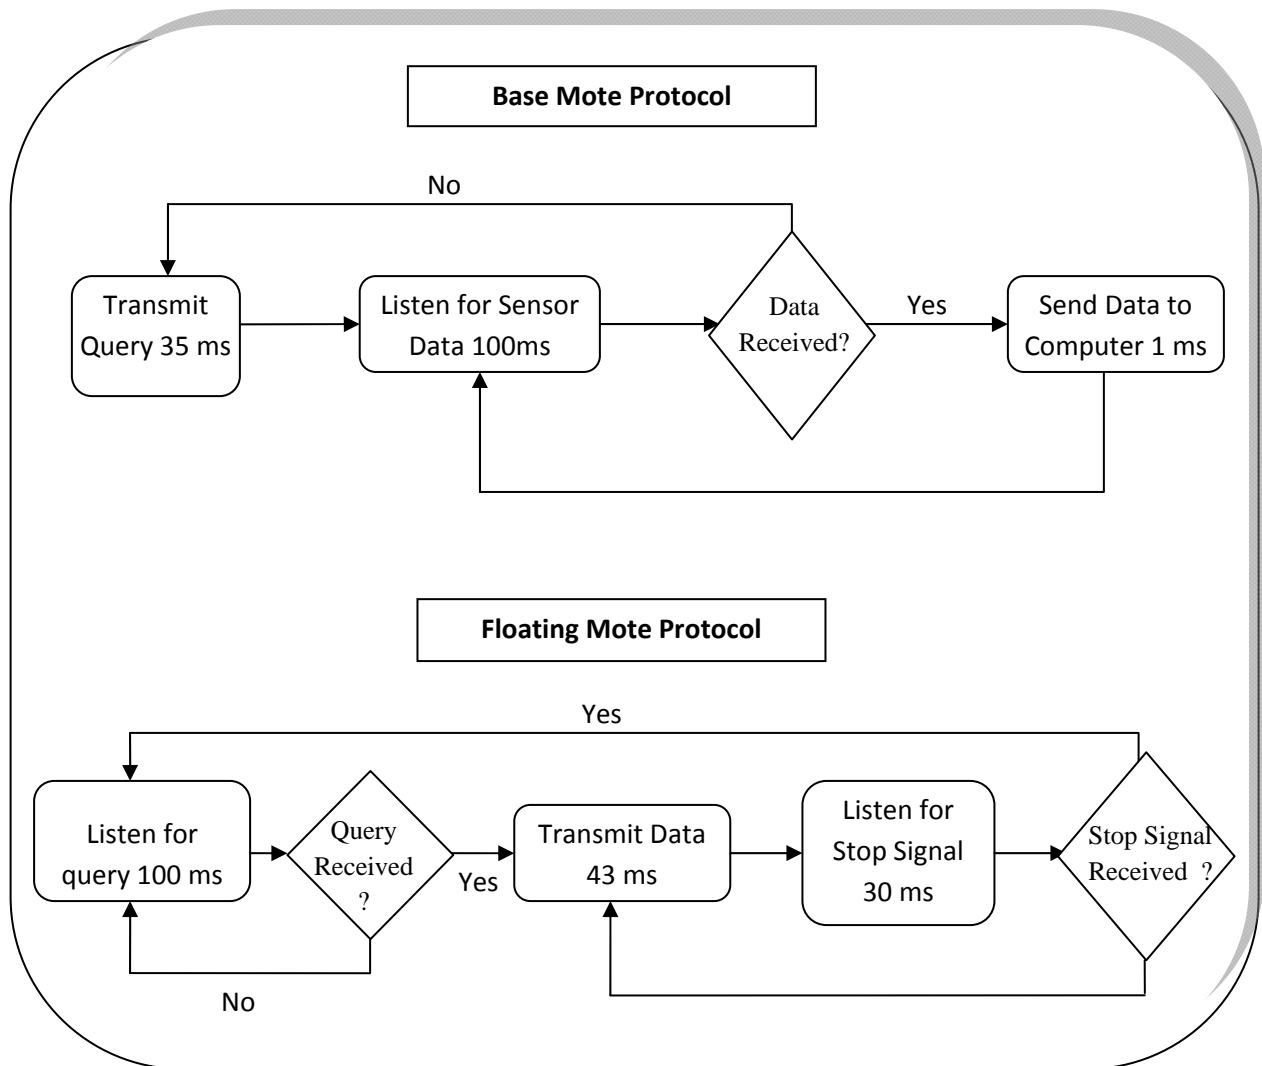 Base Mote Protocol
No
Transmit
Query 35 ms
Listen for Sensor
Data 100ms
Data
Received?
Yes
Send Data to
Computer 1 ms
Floating Mote Protocol
Yes
Listen for
query 100 ms
Query
Received
?
Yes
Transmit Data
43 ms
Listen for
Stop Signal
30 ms
Stop Signal
Received ?
No